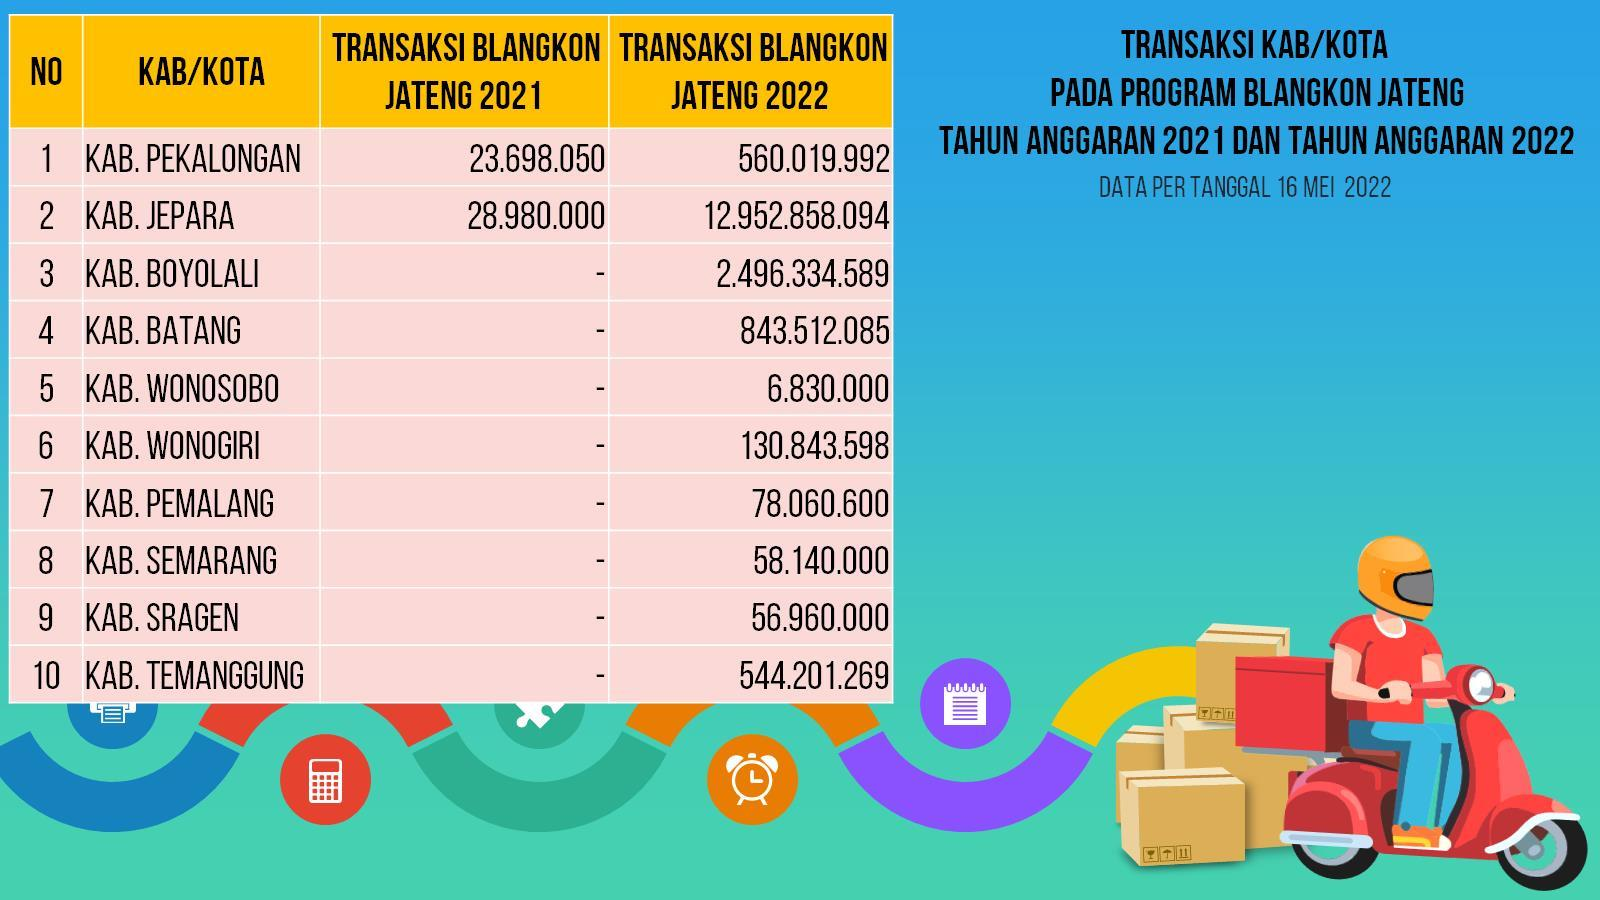 NO KAB/KOTA TRANSAKSI BLANGKON JATENG 2021 TRANSAKSI BLANGKON JATENG 2022
1 KAB. PEKALONGAN 23.698.050 560.019.992
2 KAB. JEPARA 28.980.000 12.952.858.094
3 KAB. BOYOLALI - 2.496.334.589
4 KAB. BATANG - 843.512.085
5 KAB. WONOSOBO - 6.830.000
6 KAB. WONOGIRI - 130.843.598
7 KAB. PEMALANG - 78.060.600
8 KAB. SEMARANG - 58.140.000
9 KAB. SRAGEN - 56.960.000
10 KAB. TEMANGGUNG - 544.201.269
TRANSAKSI KAB/KOTA
PADA PROGRAM BLANGKON JATENG
TAHUN ANGGARAN 2021 DAN TAHUN ANGGARAN 2022
DATA PER TANGGAL 16 MEI 2022